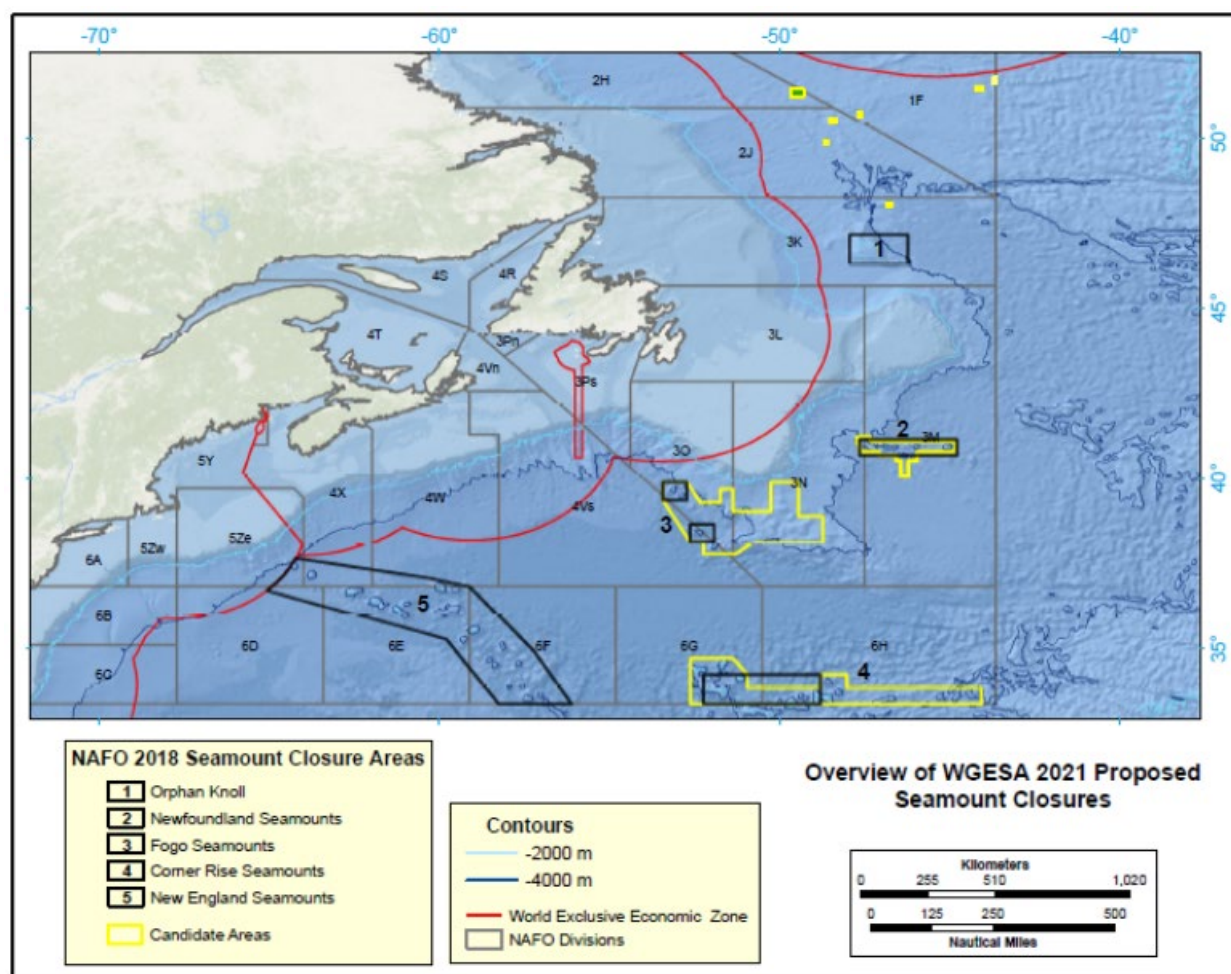 -70° -60° -50° -40°
2H
1F
50° 50°
2J
3K
1
4S 4R
45° 45°
4T
3L
3Pn
4Vn
3Ps
2 3M
5Y
3O
40° 40°
4X 4W 4Vs 3N
3
5Ze
5Zw
6A
5
6B
6D 6E 6F 6G 6H
35° 35°
4
NAFO 2018 Seamount Closure Areas
1 Orphan Knoll
2 Newfoundland Seamounts
3 Fogo Seamounts
4 Corner Rise Seamounts
5 New England Seamounts
Candidate Areas
Contours
-2000 m
-4000 m
World Exclusive Economic Zone
NAFO Divisions
Overview of WGESA 2021 Proposed
Seamount Closures
Kilometers
0 255 510 1,020
0 125 250 500
Nautical Miles